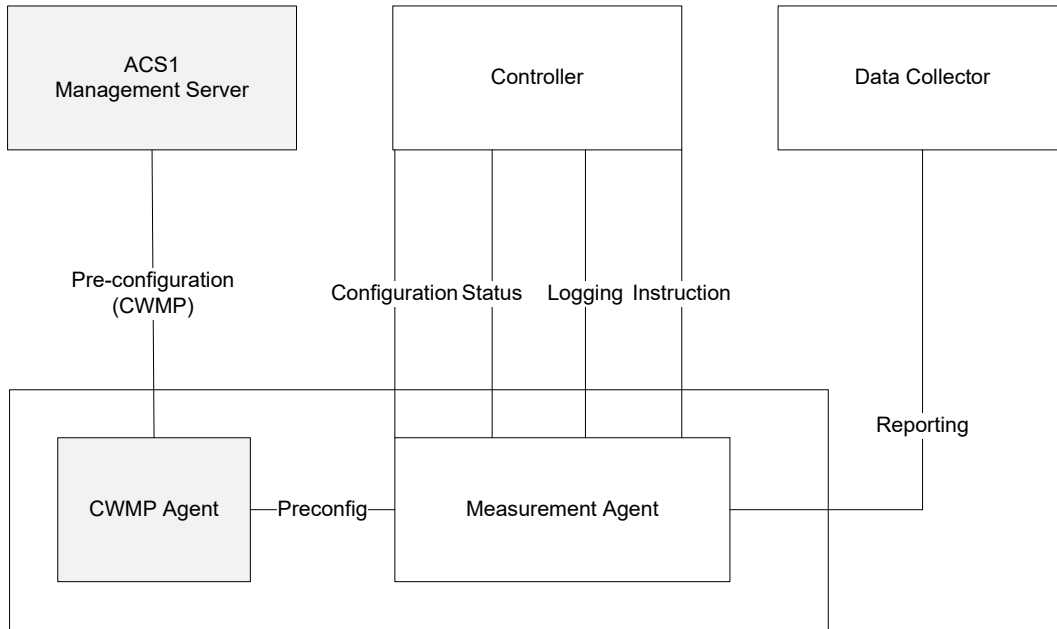 ACS1
Management Server
Controller
Data Collector
Pre-configuration
(CWMP)
Configuration
Status
Logging
Instruction
Reporting
CWMP Agent
Preconfig
Measurement Agent